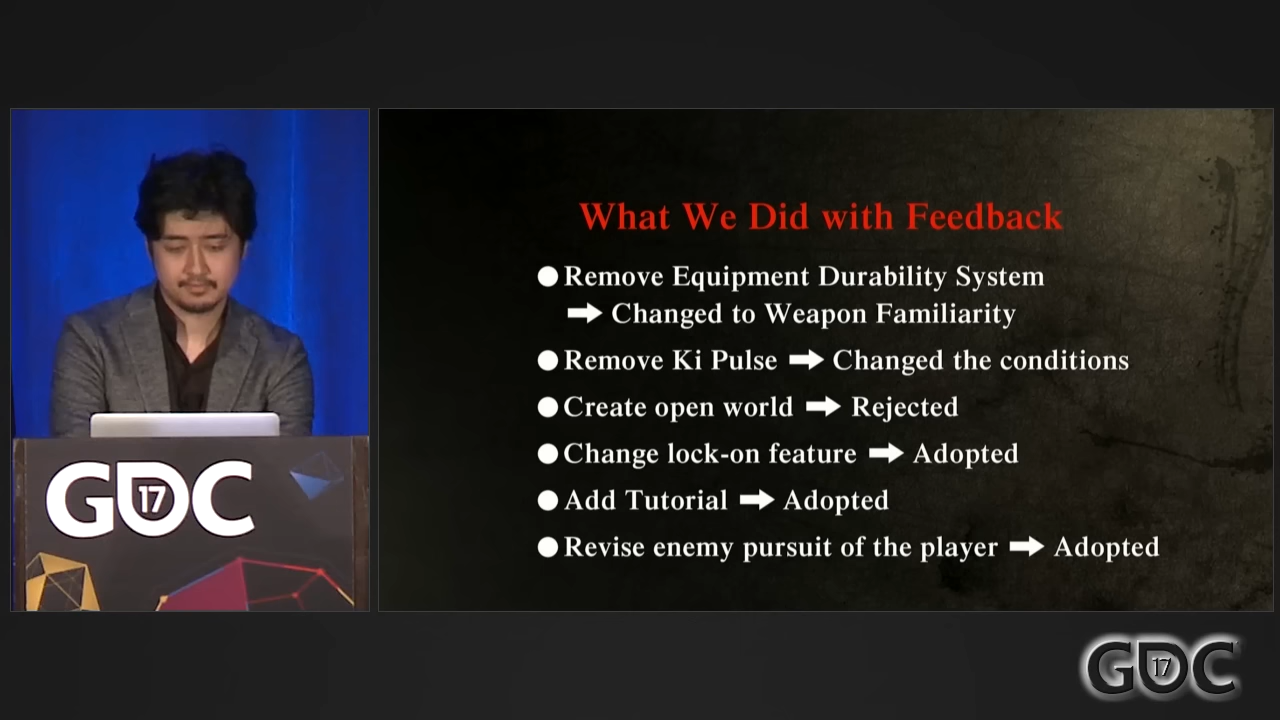 What We Did with Feedback
●Remove Equipment Durability System
➡ Changed to Weapon Familiarity
●Remove Ki Pulse ➡ Changed the conditions
●Create open world ➡ Rejected
●Change lock-on feature ➡ Adopted
●Add Tutorial ➡ Adopted
●Revise enemy pursuit of the player ➡ Adopted
GDC 17
GDC 17